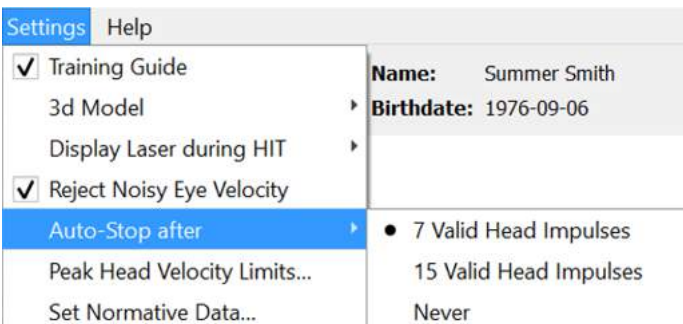 Settings Help
Training Guide
Name: Summer Smith
3d Model
Birthdate: 1976-09-06
Display Laser during HIT
Reject Noisy Eye Velocity
Auto-Stop after
7 Valid Head Impulses
Peak Head Velocity Limits...
15 Valid Head Impulses
Set Normative Data...
Never